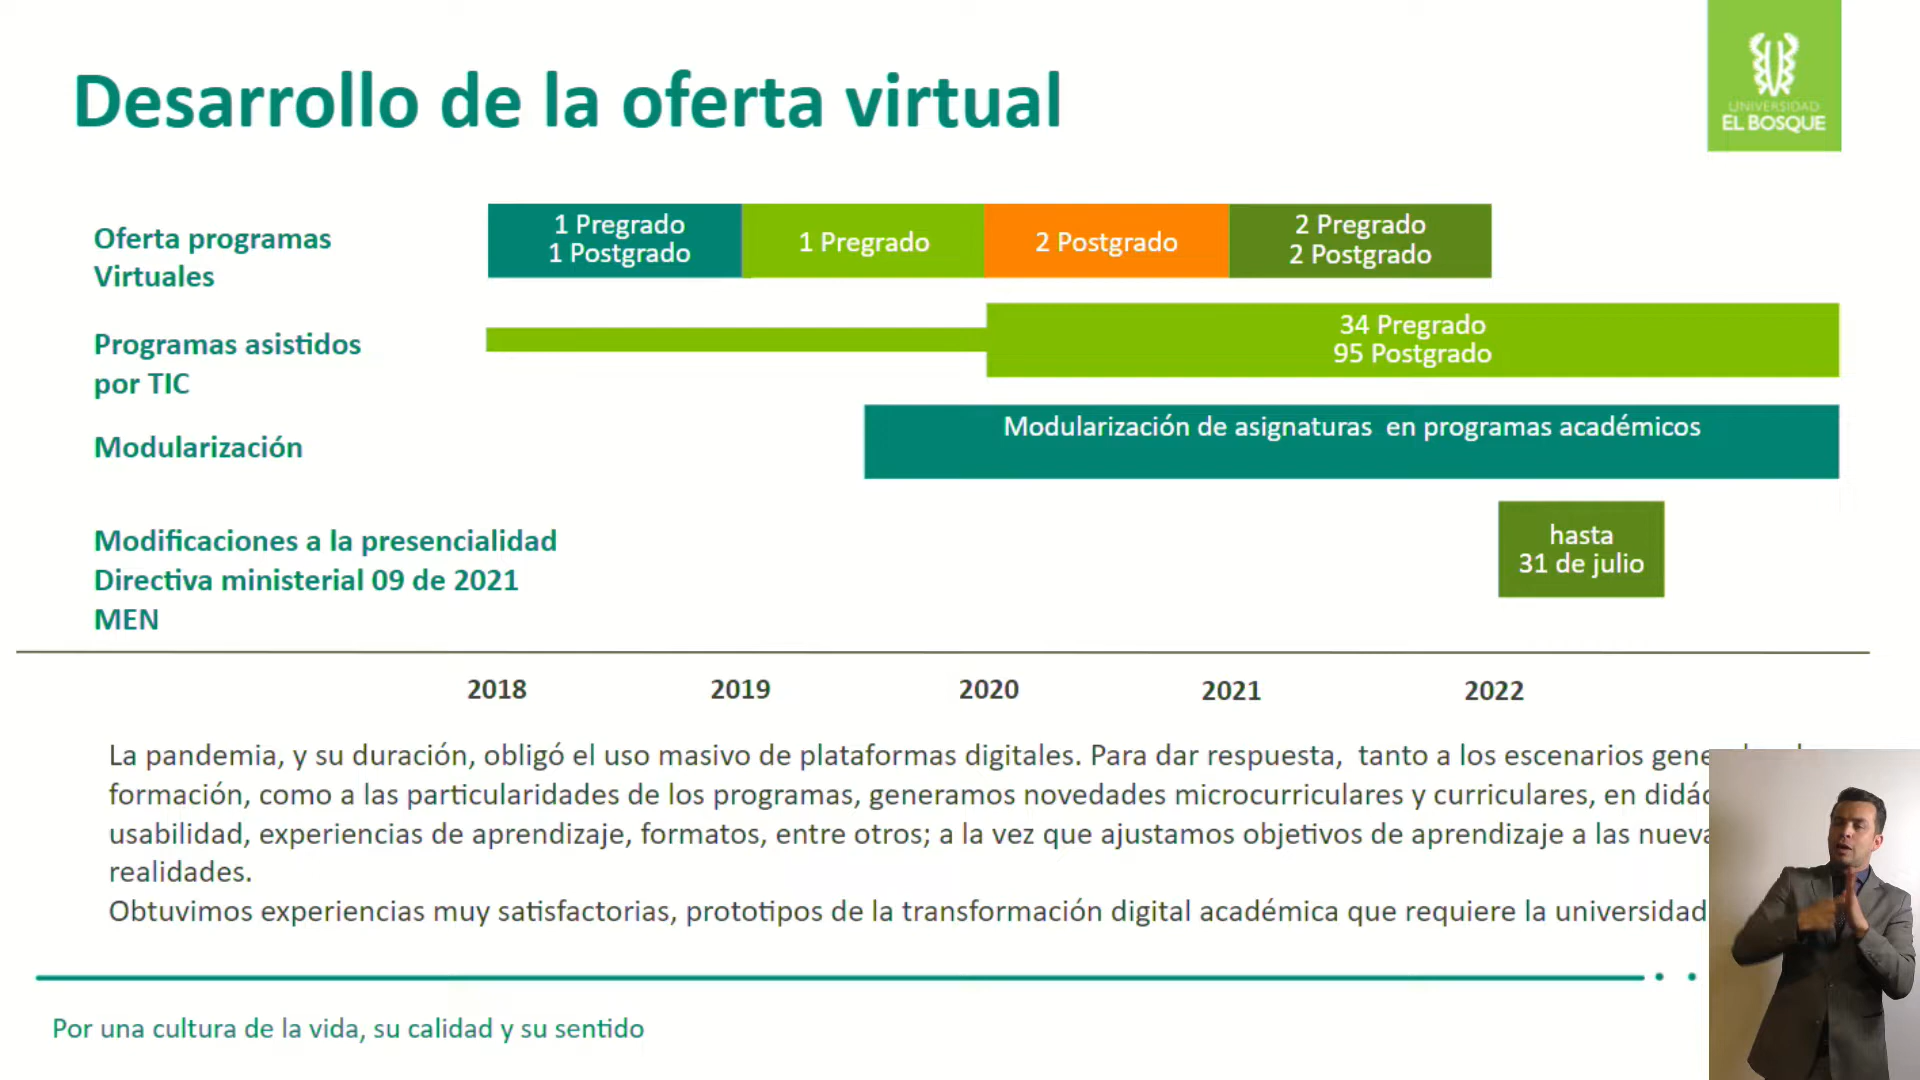 Desarrollo de la oferta virtual
UNIVERSIDAD
EL BOSQUE
Oferta programas
Virtuales
1 Pregrado
1 Postgrado
1 Pregrado
2 Postgrado
2 Pregrado
2 Postgrado
Programas asistidos
por TIC
34 Pregrado
95 Postgrado
Modularización
Modularización de asignaturas en programas académicos
Modificaciones a la presencialidad
Directiva ministerial 09 de 2021
MEN
hasta
31 de julio
2018 2019 2020 2021 2022
La pandemia, y su duración, obligó el uso masivo de plataformas digitales. Para dar respuesta, tanto a los escenarios
formación, como a las particularidades de los programas, generamos novedades microcurriculares y curriculares, en
usabilidad, experiencias de aprendizaje, formatos, entre otros; a la vez que ajustamos objetivos de aprendizaje a las
realidades.
Obtuvimos experiencias muy satisfactorias, prototipos de la transformación digital académica que requiere la universidad
Por una cultura de la vida, su calidad y su sentido